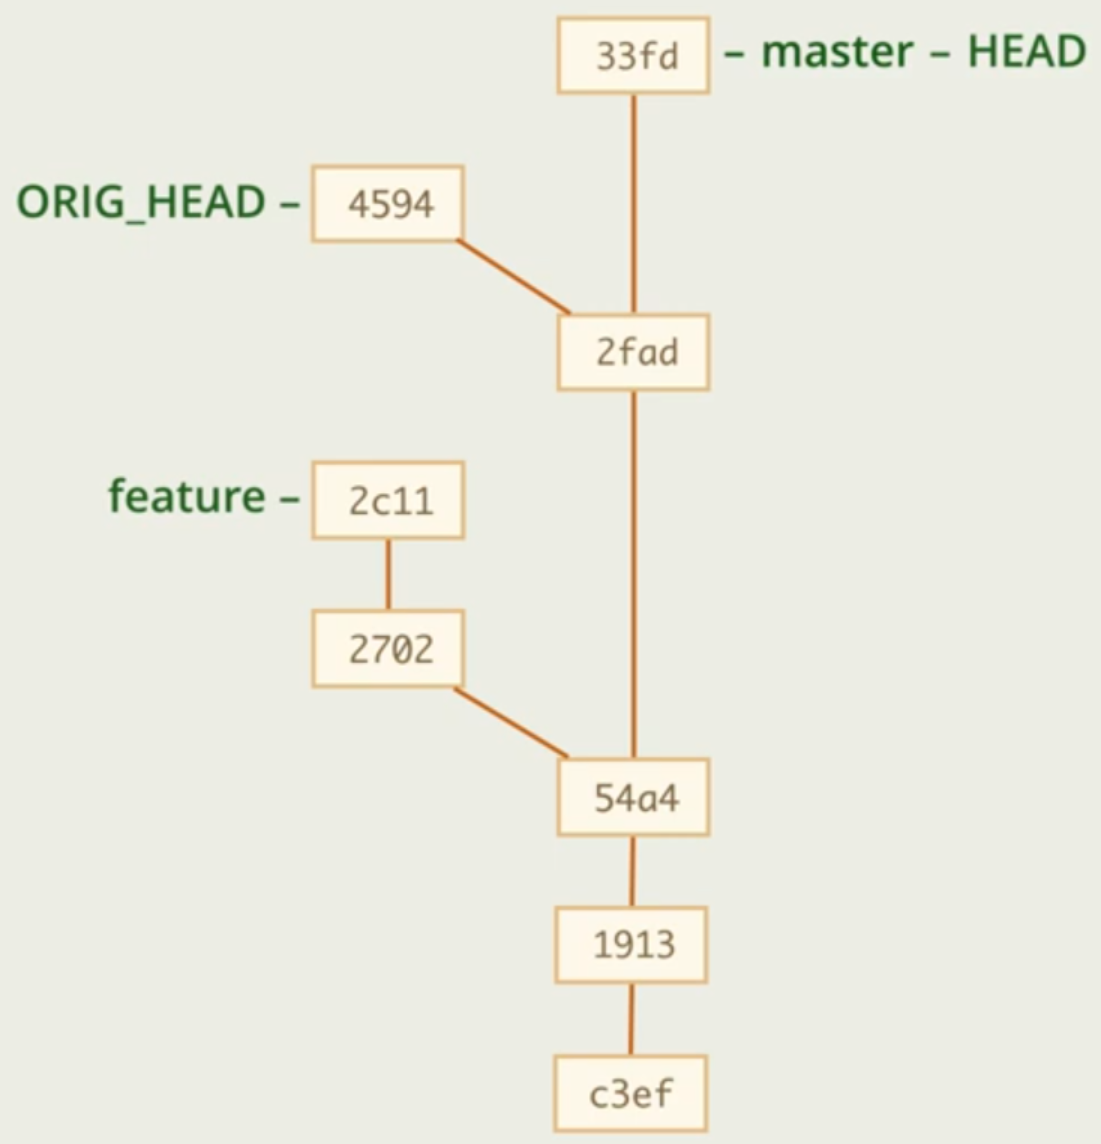 33fd – master – HEAD
ORIG_HEAD – 4594
2fad
feature – 2c11
2702
54a4
1913
c3ef